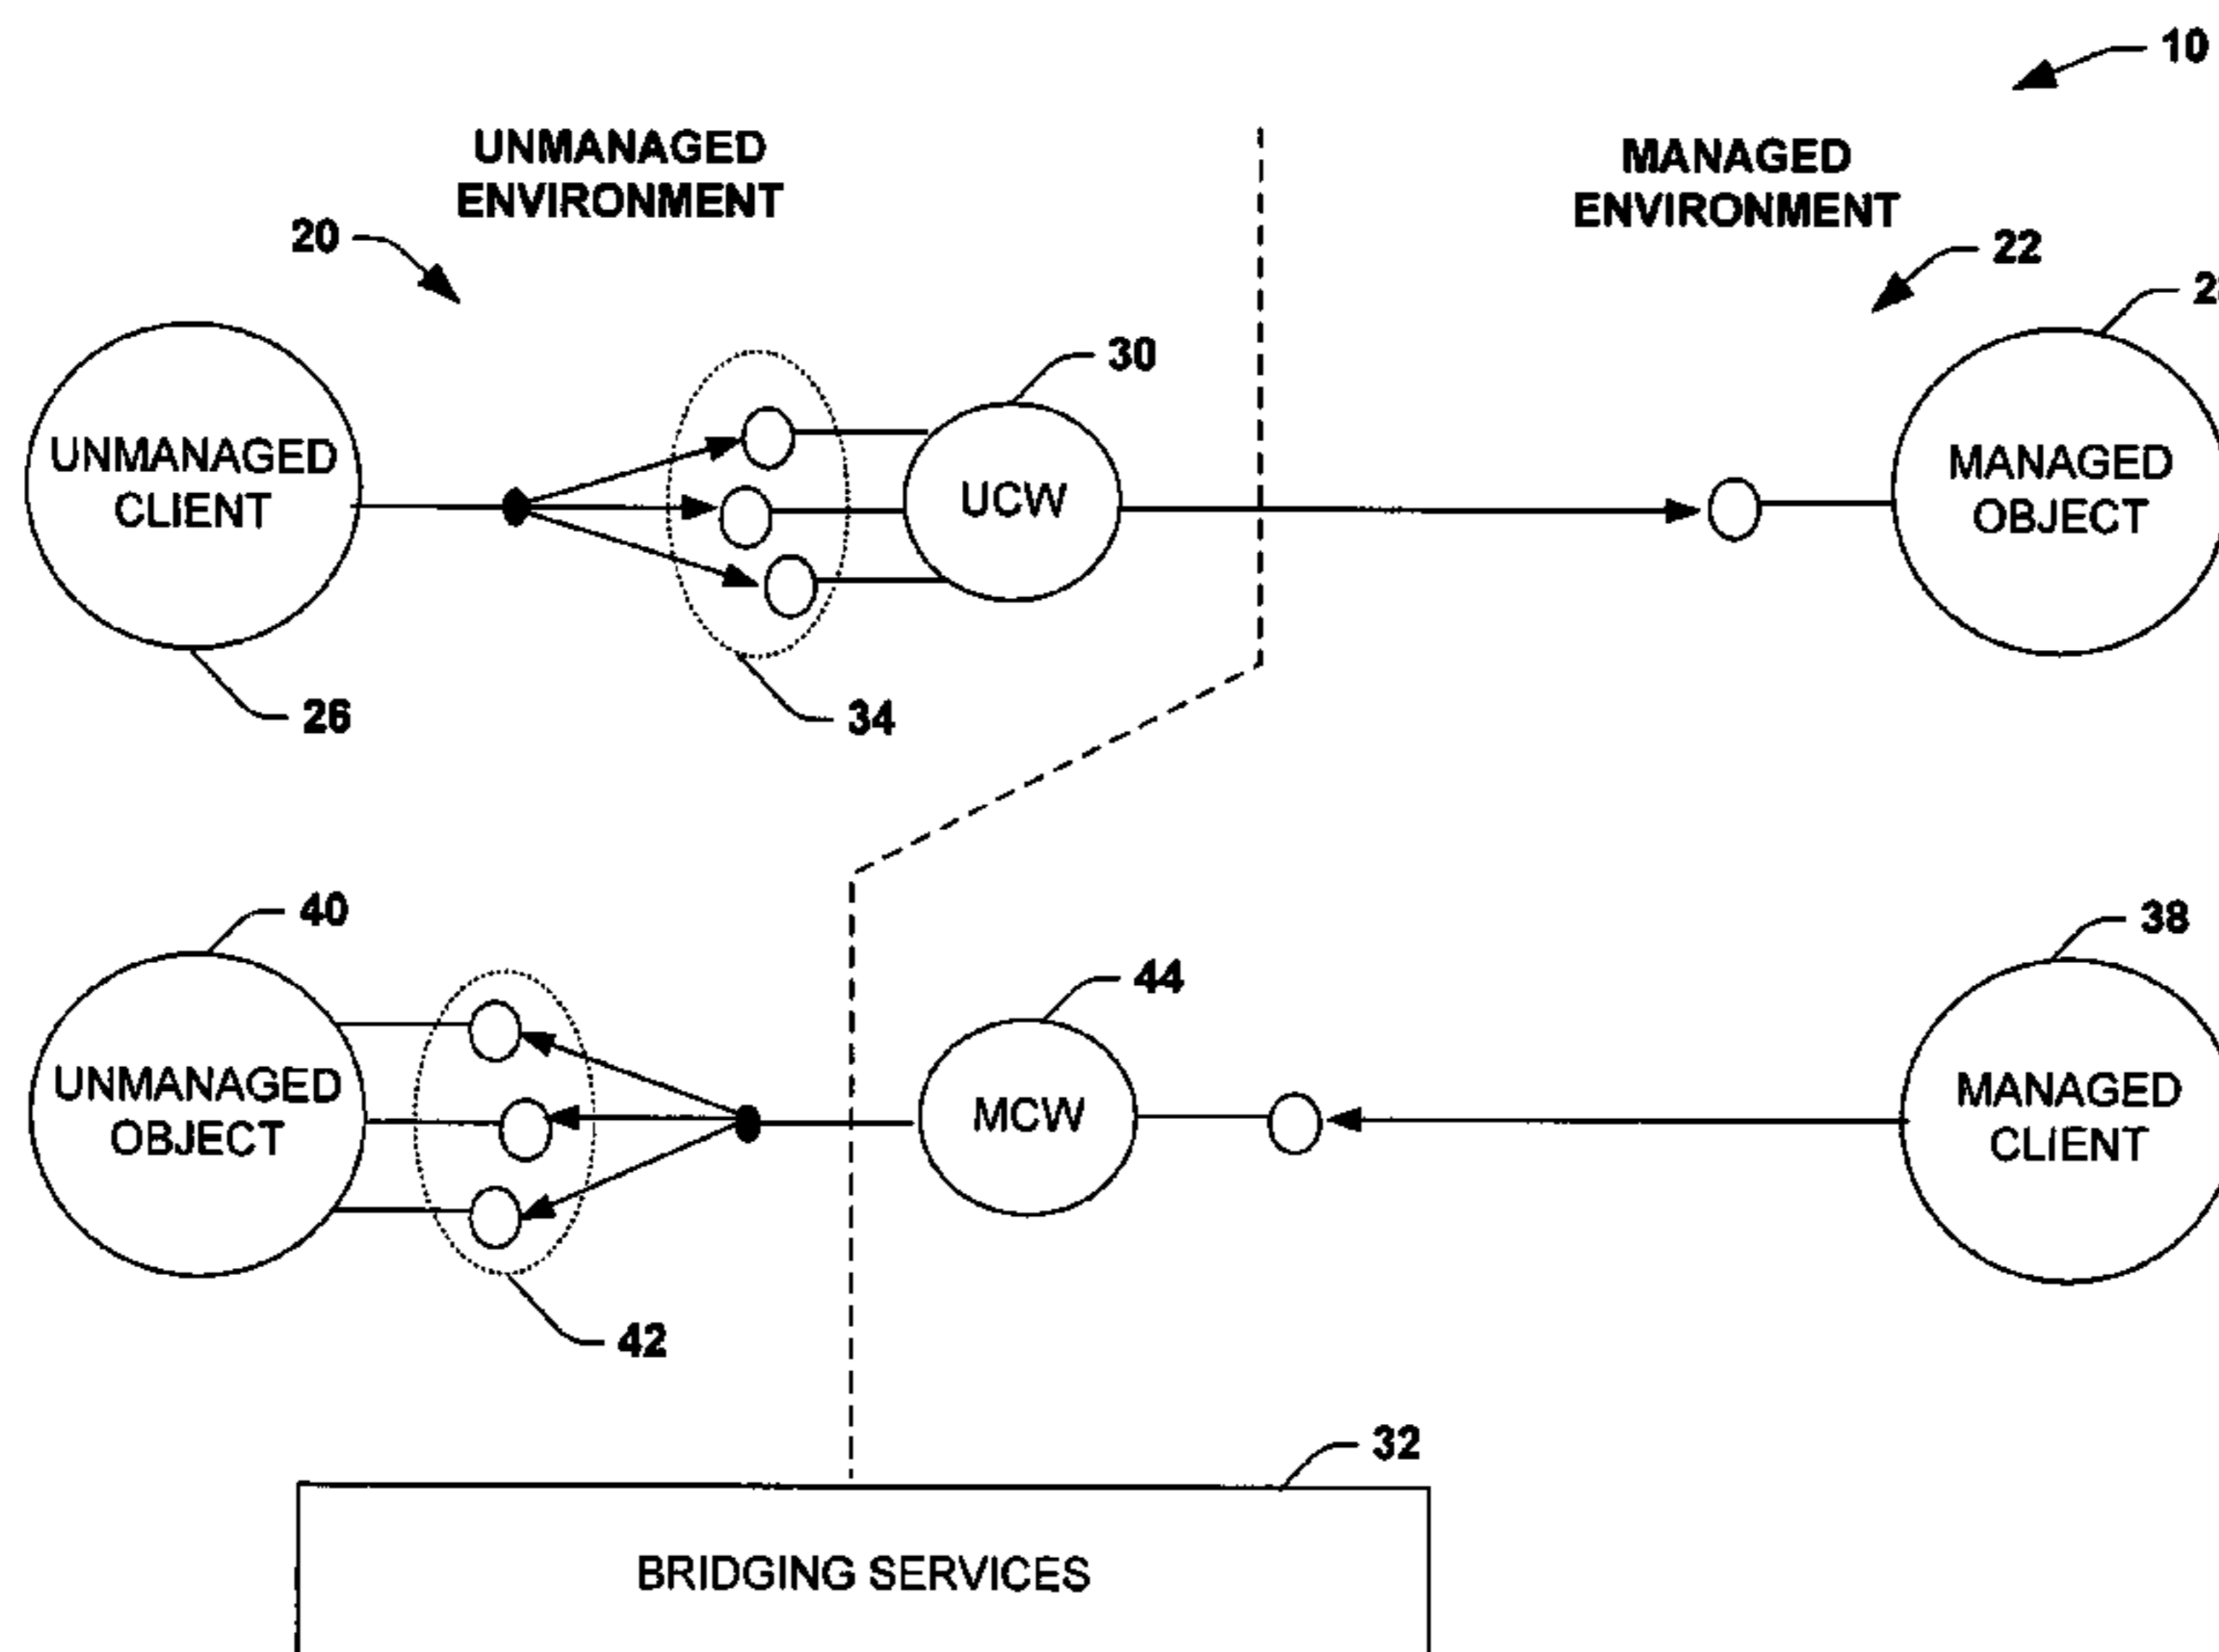 10
UNMANAGED
ENVIRONMENT
MANAGED
ENVIRONMENT
20
22
30
UNMANAGED
CLIENT
UCW
MANAGED
OBJECT
26
34
40
38
44
UNMANAGED
OBJECT
MCW
MANAGED
CLIENT
42
32
BRIDGING SERVICES